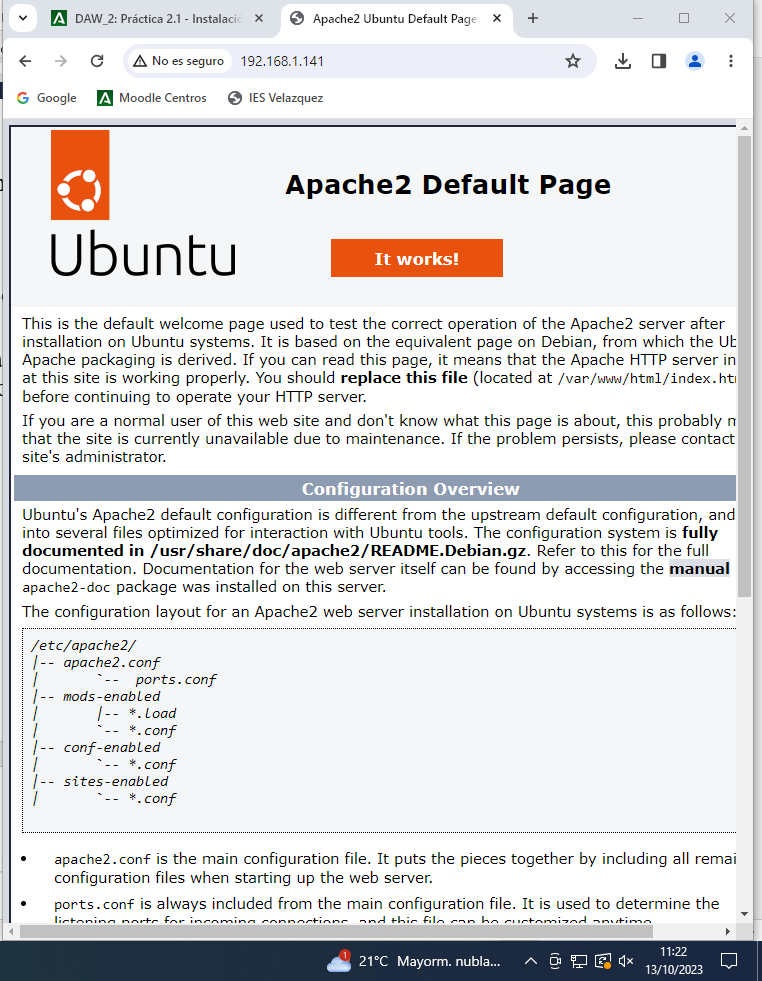 DAW_2: Práctica 2.1 - Instalació
Apache2 Ubuntu Default Page:
No es seguro
192.168.1.141
Google
Moodle Centros
IES Velazquez
Ubuntu
Apache2 Default Page
It works!
This is the default welcome page used to test the correct operation of the Apache2 server after
installation on Ubuntu systems. It is based on the equivalent page on Debian, from which the Ub
Apache packaging is derived. If you can read this page, it means that the Apache HTTP server in
at this site is working properly. You should replace this file (located at /var/www/html/index.htm
before continuing to operate your HTTP server.
If you are a normal user of this web site and don't know what this page is about, this probably m
that the site is currently unavailable due to maintenance. If the problem persists, please contact
site's administrator.
Configuration Overview
Ubuntu's Apache2 default configuration is different from the upstream default configuration, and
into several files optimized for interaction with Ubuntu tools. The configuration system is fully
documented in /usr/share/doc/apache2/README.Debian.gz. Refer to this for the full
documentation. Documentation for the web server itself can be found by accessing the manual
apache2-doc package was installed on this server.
The configuration layout for an Apache2 web server installation on Ubuntu systems is as follows:
/etc/apache2/
|-- apache2.conf
|       `--  ports.conf
|-- mods-enabled
|       |-- *.load
|       `-- *.conf
|-- conf-enabled
|       `-- *.conf
|-- sites-enabled
|       `-- *.conf
• apache2.conf is the main configuration file. It puts the pieces together by including all remai
configuration files when starting up the web server.
• ports.conf is always included from the main configuration file. It is used to determine the
listening ports for incoming connections, and this file can be customized anytime.
1
21°C Mayorm. nubla...
11:22
13/10/2023